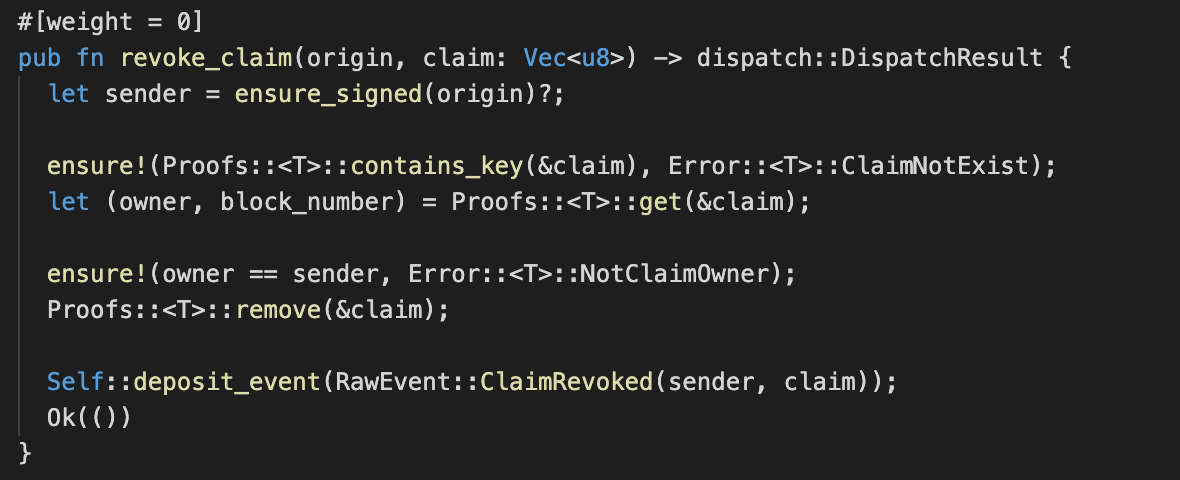 #[weight = 0]
pub fn revoke_claim(origin, claim: Vec<u8>) -> dispatch::DispatchResult {
let sender = ensure_signed(origin)?;
ensure!(Proofs::<T>::contains_key(&claim), Error::<T>::ClaimNotExist);
let (owner, block_number) = Proofs::<T>::get(&claim);
ensure!(owner == sender, Error::<T>::NotClaimOwner);
Proofs::<T>::remove(&claim);
Self::deposit_event(RawEvent::ClaimRevoked(sender, claim));
Ok(())
}